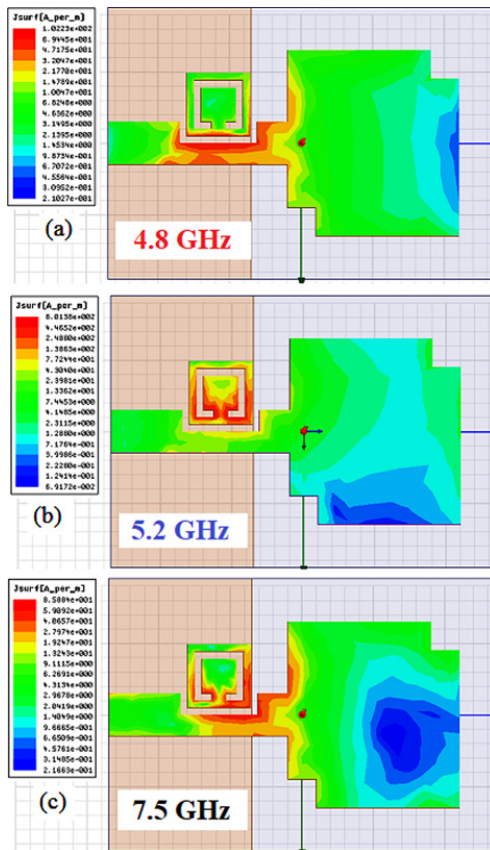 Jsurf[A_per_m]
1.0223e+002
6.9445e+001
4.7175e+001
3.2047e+001
2.1770e+001
1.4789e+001
1.0047e+001
6.8248e+000
4.6362e+000
3.1495e+000
2.1395e+000
1.4534e+000
9.8734e-001
6.7072e-001
4.5564e-001
3.0952e-001
2.1027e-001
(a)
4.8 GHz
Jsurf[A_per_m]
8.0138e+002
4.4652e+002
2.4880e+002
1.3863e+002
7.7244e+001
4.3040e+001
2.3981e+001
1.3362e+001
7.4453e+000
4.1485e+000
2.3115e+000
1.2880e+000
7.1764e-001
3.9986e-001
2.2280e-001
1.2414e-001
6.9172e-002
(b)
5.2 GHz
Jsurf[A_per_m]
8.5884e+001
5.9092e+001
4.0657e+001
2.7974e+001
1.9247e+001
1.3243e+001
9.1115e+000
6.2691e+000
4.3134e+000
2.9678e+000
2.0419e+000
1.4049e+000
9.6665e-001
6.6509e-001
4.5761e-001
3.1485e-001
2.1663e-001
(c)
7.5 GHz